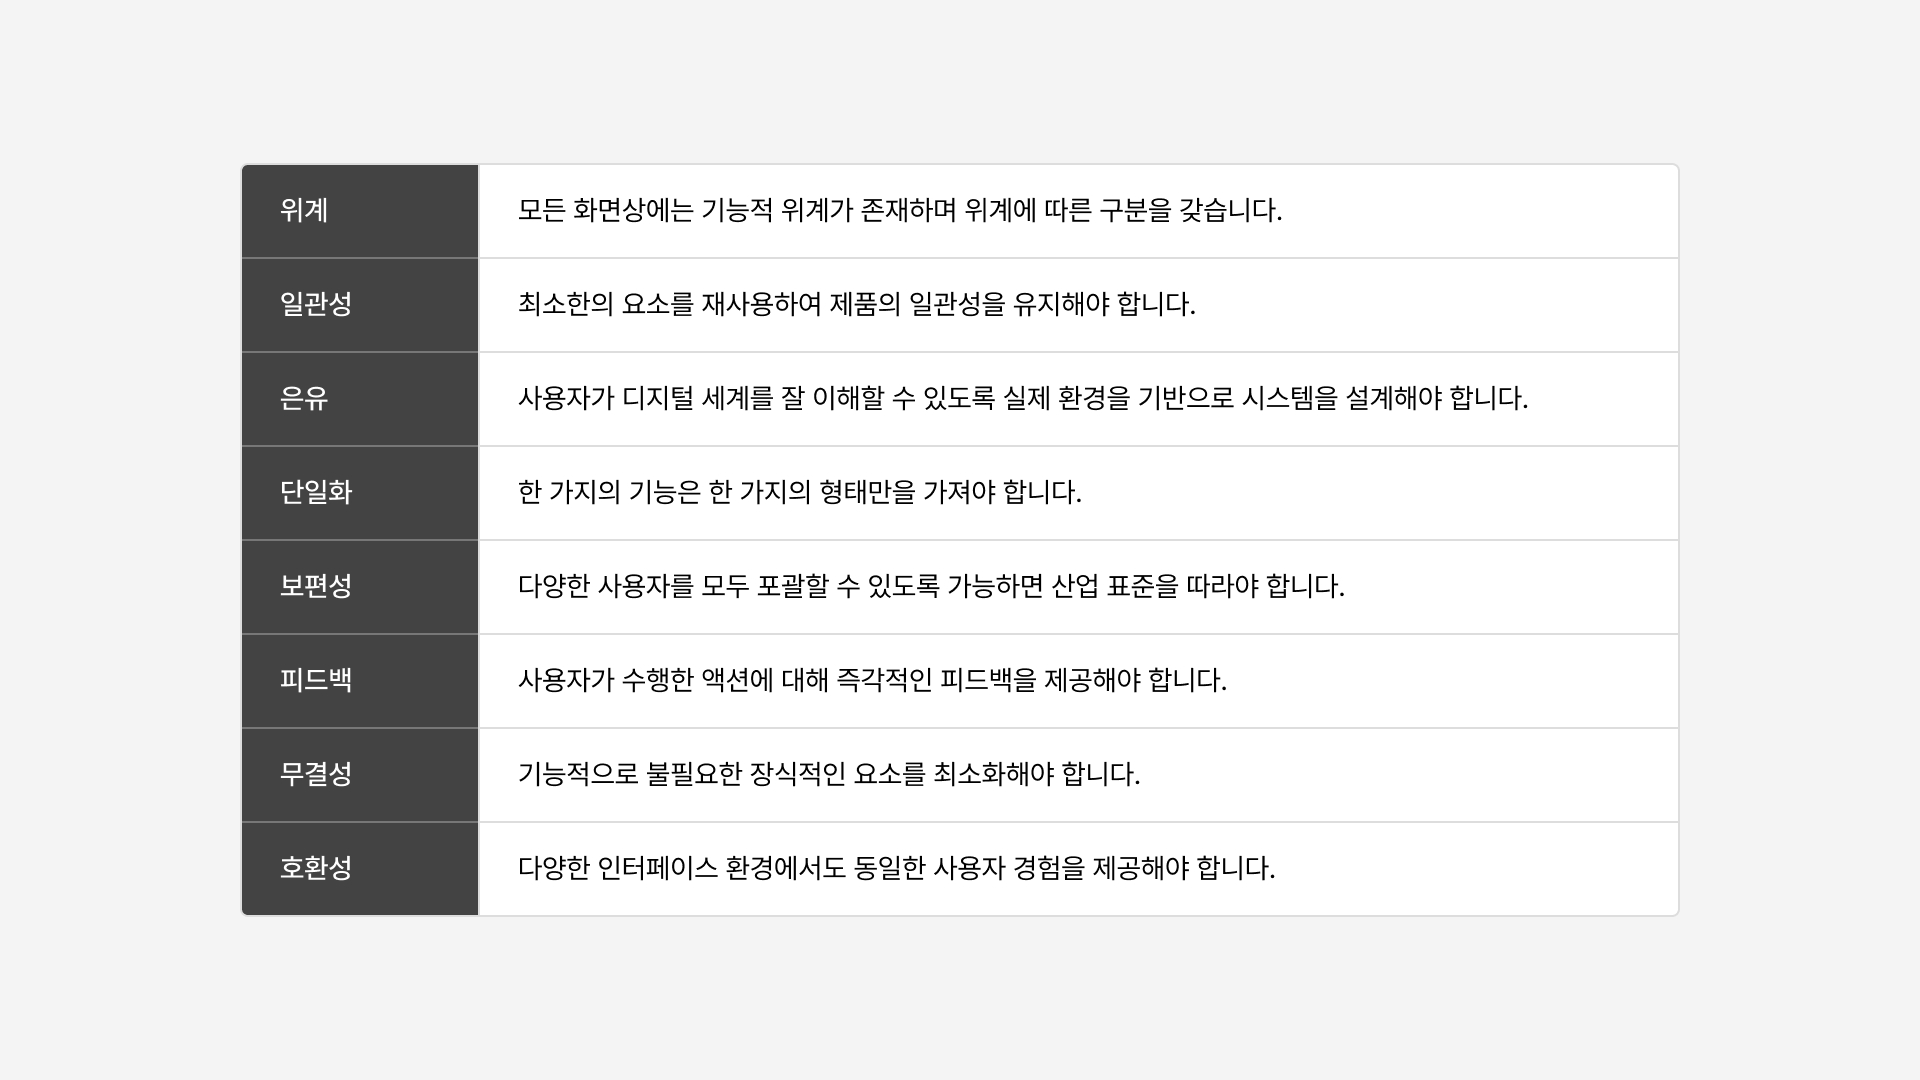 위계
모든 화면상에는 기능적 위계가 존재하며 위계에 따른 구분을 갖습니다.
일관성
최소한의 요소를 재사용하여 제품의 일관성을 유지해야 합니다.
은유
사용자가 디지털 세계를 잘 이해할 수 있도록 실제 환경을 기반으로 시스템을 설계해야 합니다.
단일화
한 가지의 기능은 한 가지의 형태만을 가져야 합니다.
보편성
다양한 사용자를 모두 포괄할 수 있도록 가능하면 산업 표준을 따라야 합니다.
피드백
사용자가 수행한 액션에 대해 즉각적인 피드백을 제공해야 합니다.
무결성
기능적으로 불필요한 장식적인 요소를 최소화해야 합니다.
호환성
다양한 인터페이스 환경에서도 동일한 사용자 경험을 제공해야 합니다.